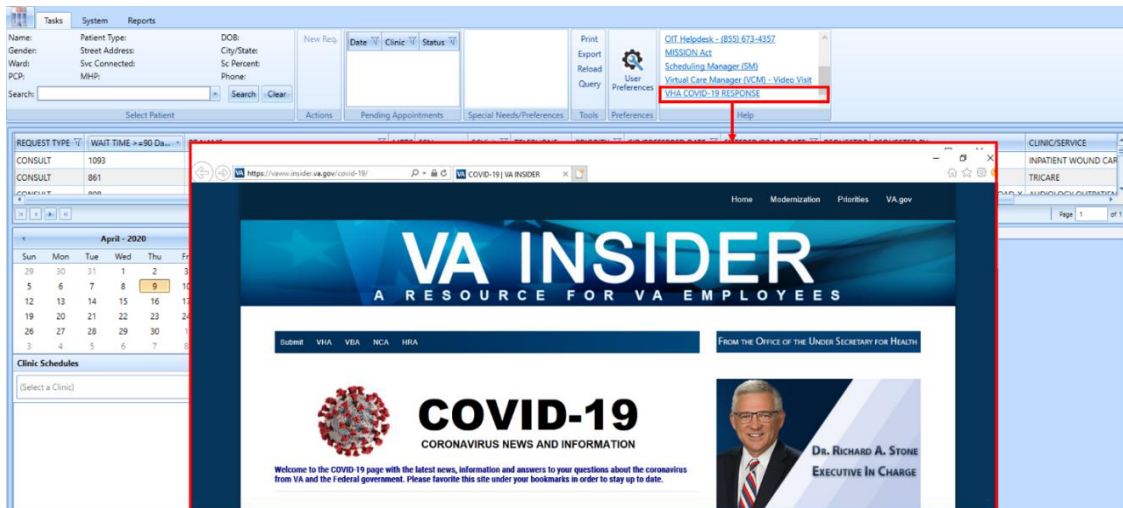 Tasks System Reports
Name: Patient Type: DOB:
Gender: Street Address: City/State:
Ward: Svc Connected: Sc Percent:
PCP: MHP: Phone:
Search: Search Clear
Select Patient
New Req
Actions
Date Clinic Status
Pending Appointments
Special Needs/Preferences
Print
Export
Reload
Query
Tools
User
Preferences
Preferences
OIT Helpdesk - (855) 673-4357
MISSION Act
Scheduling Manager (SM)
Virtual Care Manager (VCM) - Video Visit
VHA COVID-19 RESPONSE
Help
REQUEST TYPE WAIT TIME >=90 Da... CLINIC/SERVICE
CONSULT 1093 INPATIENT WOUND CAR
CONSULT 861 TRICARE
Page 1 of 1
April - 2020
Sun Mon Tue Wed Thu
29 30 31 1 2 3
5 6 7 8 9 10
12 13 14 15 16 17
19 20 21 22 23 24
26 27 28 29 30
3 4 5 6 7 8
Clinic Schedules
(Select a Clinic)
https://vaww.insider.va.gov/covid-19/
COVID-19 | VA INSIDER
Home Modernization Priorities VA.gov
VA INSIDER
A RESOURCE FOR VA EMPLOYEES
Submit VHA VBA NCA HRA
FROM THE OFFICE OF THE UNDER SECRETARY FOR HEALTH
COVID-19
CORONAVIRUS NEWS AND INFORMATION
Welcome to the COVID-19 page with the latest news, information and answers to your questions about the coronavirus
from VA and the Federal government. Please favorite this site under your bookmarks in order to stay up to date.
DR. RICHARD A. STONE
EXECUTIVE IN CHARGE